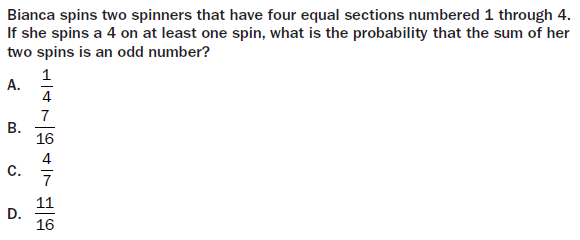 Bianca spins two spinners that have four equal sections numbered 1 through 4.
If she spins a 4 on at least one spin, what is the probability that the sum of her
two spins is an odd number?
A. 1/4
B. 7/16
C. 4/7
D. 11/16